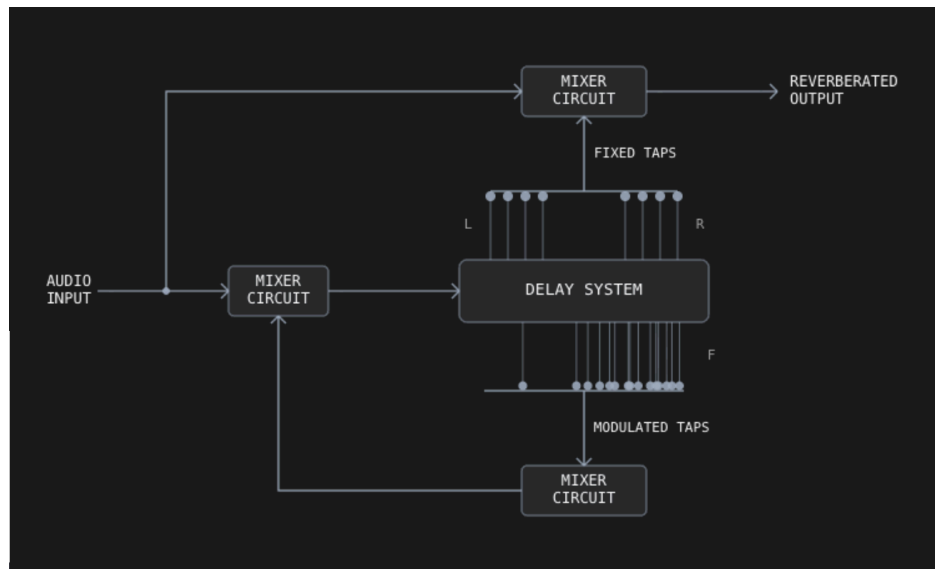 MIXER
CIRCUIT
REVERBERATED
OUTPUT
FIXED TAPS
L
R
AUDIO
INPUT
MIXER
CIRCUIT
DELAY SYSTEM
F
MODULATED TAPS
MIXER
CIRCUIT